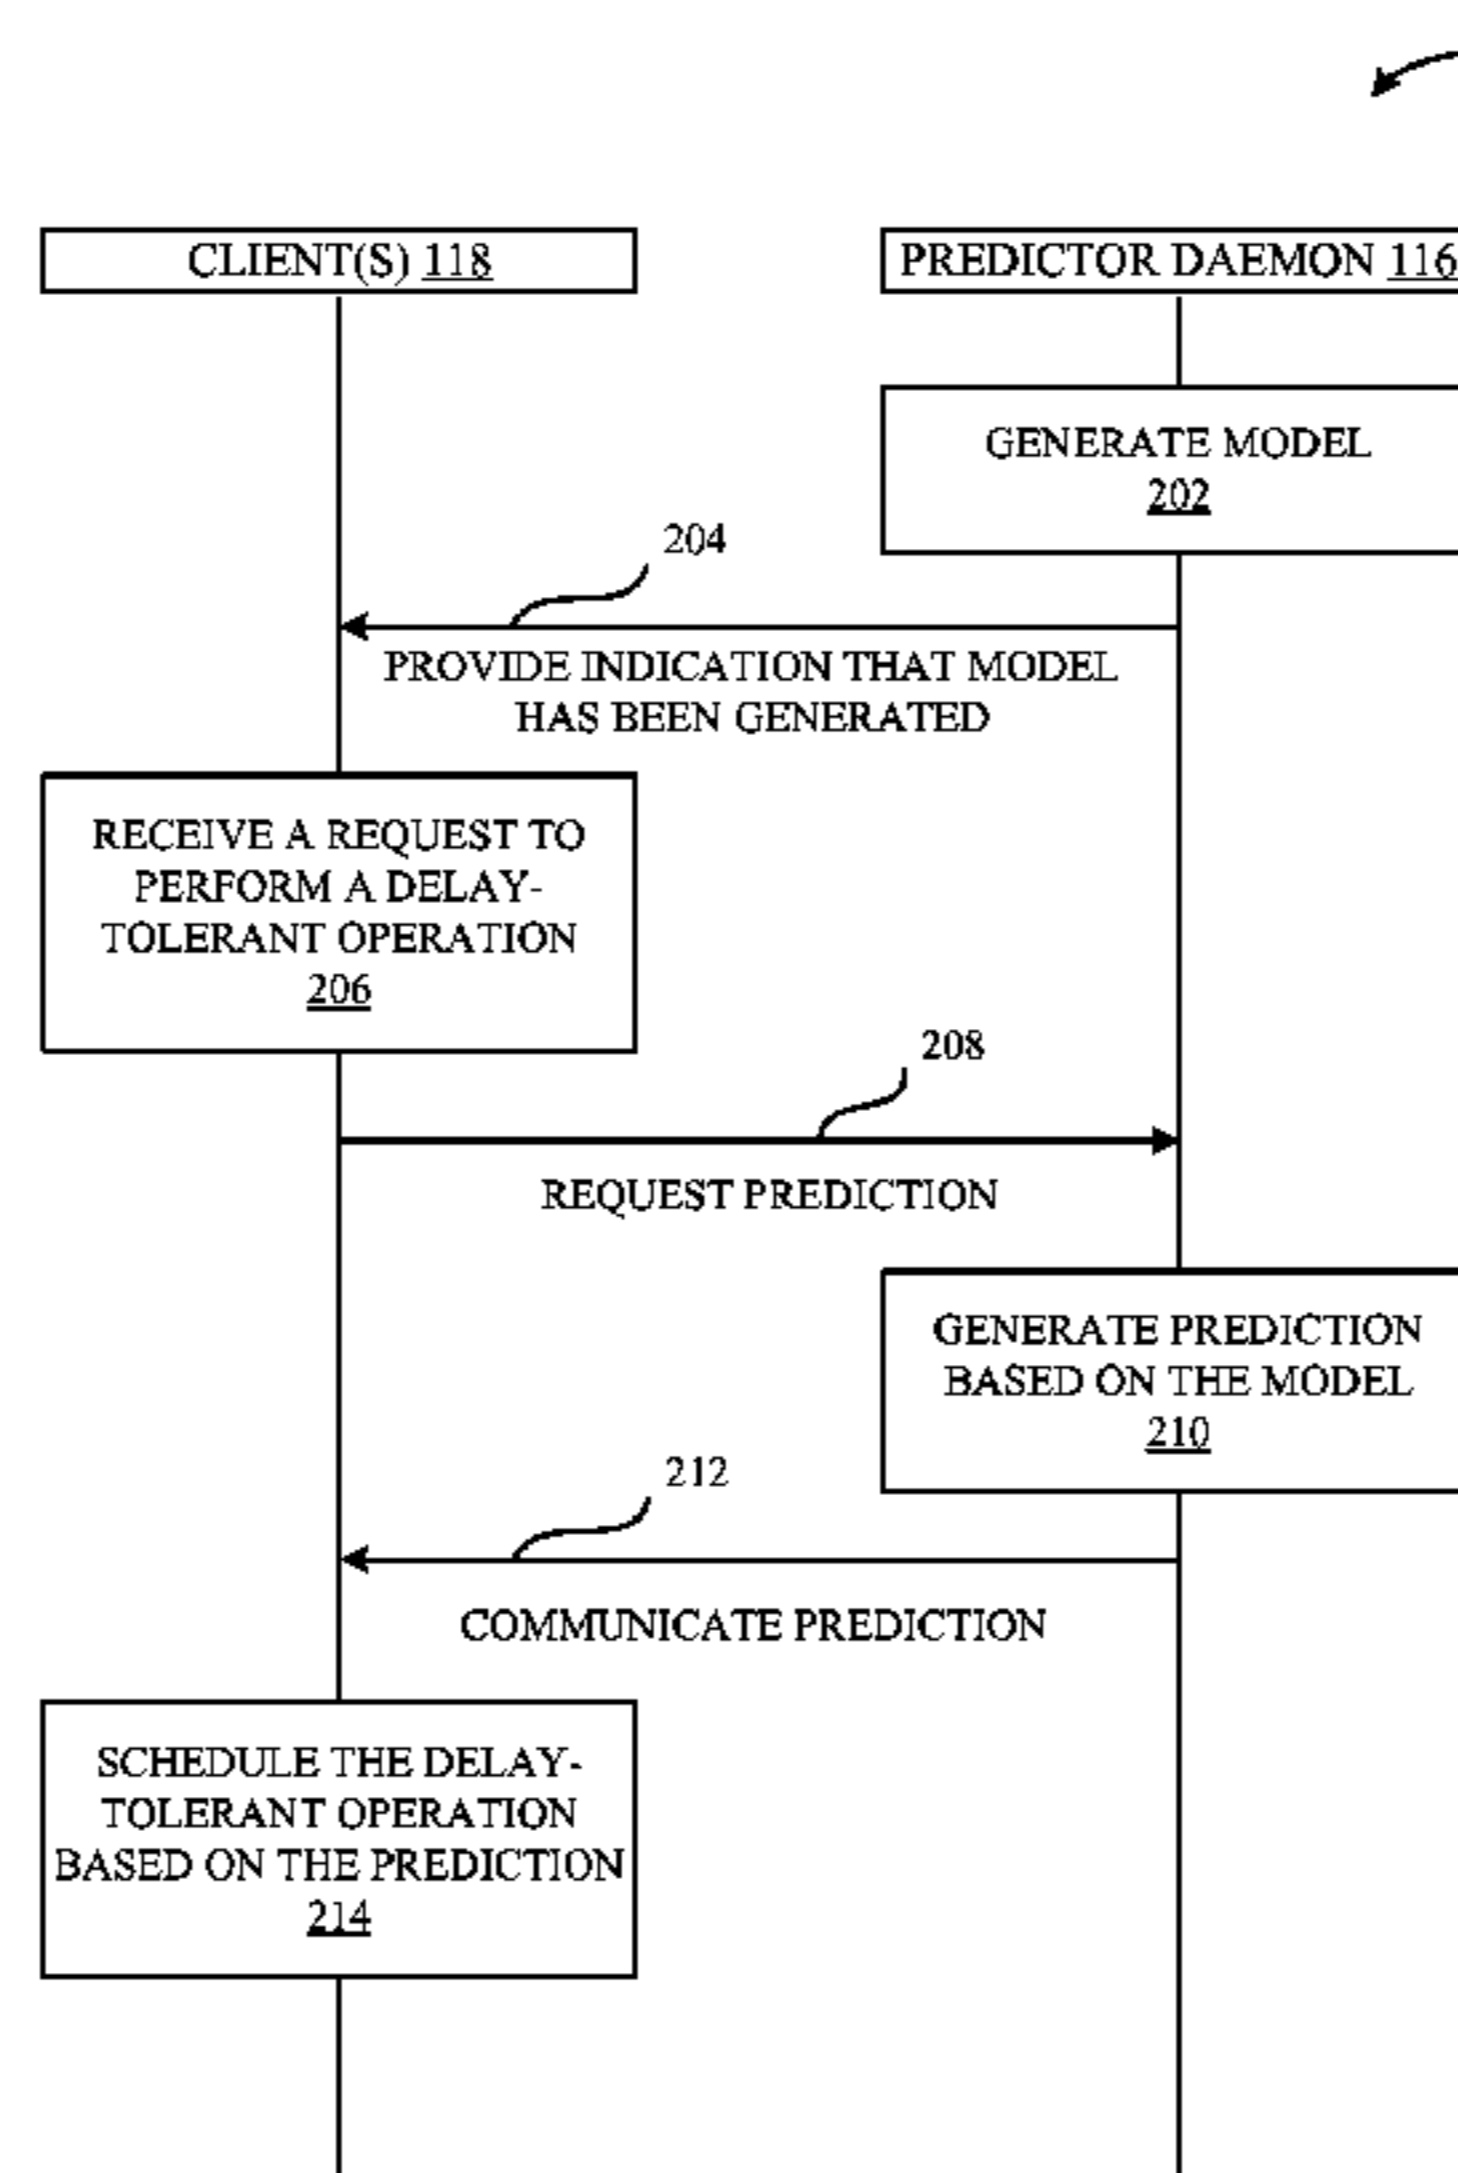 CLIENT(S) 118
PREDICTOR DAEMON 116
GENERATE MODEL
202
204
PROVIDE INDICATION THAT MODEL
HAS BEEN GENERATED
RECEIVE A REQUEST TO
PERFORM A DELAY-
TOLERANT OPERATION
206
208
REQUEST PREDICTION
GENERATE PREDICTION
BASED ON THE MODEL
210
212
COMMUNICATE PREDICTION
SCHEDULE THE DELAY-
TOLERANT OPERATION
BASED ON THE PREDICTION
214